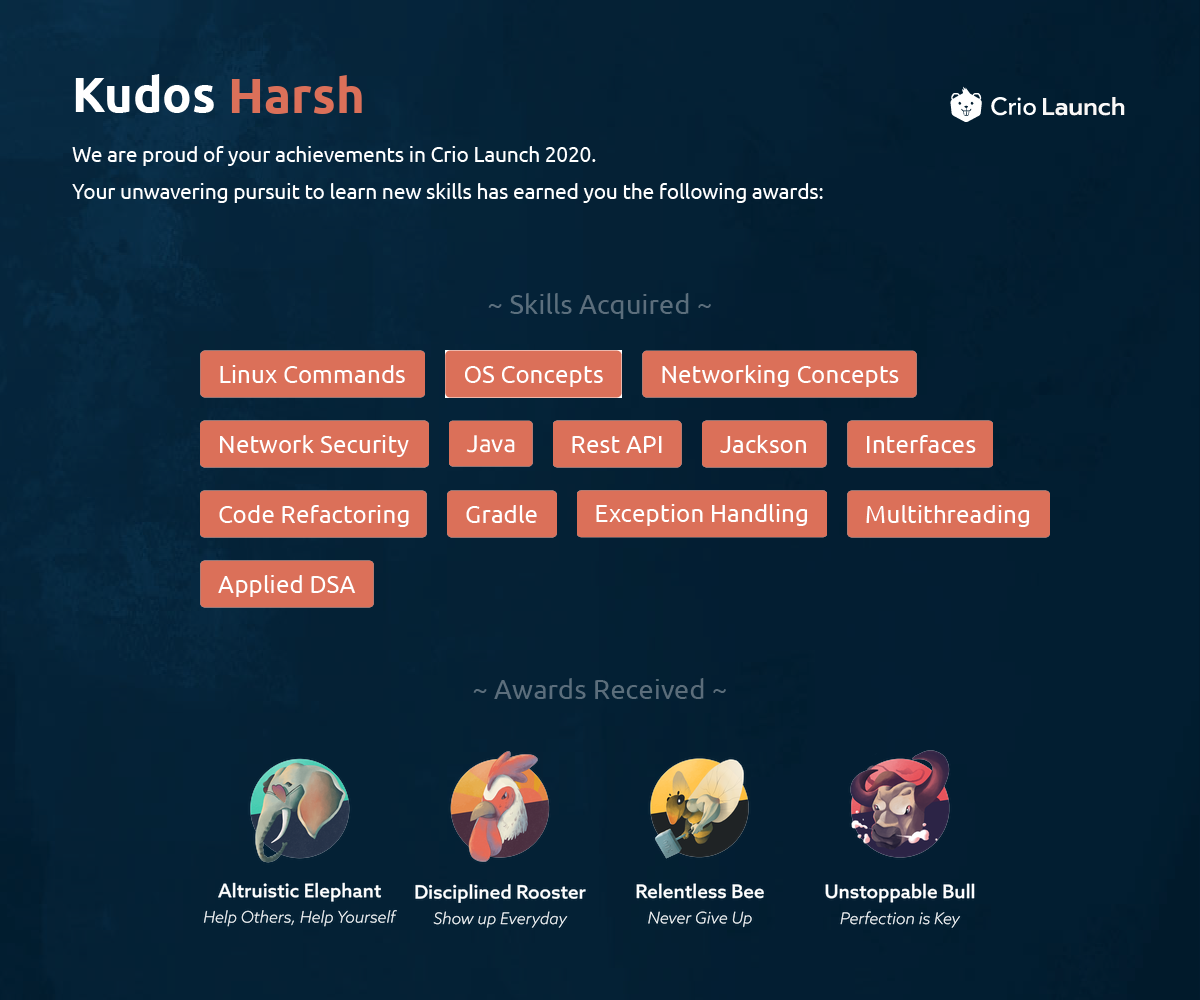 Kudos Harsh
Crio Launch
We are proud of your achievements in Crio Launch 2020.
Your unwavering pursuit to learn new skills has earned you the following awards:
~ Skills Acquired ~
Linux Commands OS Concepts Networking Concepts
Network Security Java Rest API Jackson Interfaces
Code Refactoring Gradle Exception Handling Multithreading
Applied DSA
~ Awards Received ~
Altruistic Elephant Disciplined Rooster Relentless Bee Unstoppable Bull
Help Others, Help Yourself Show up Everyday Never Give Up Perfection is Key